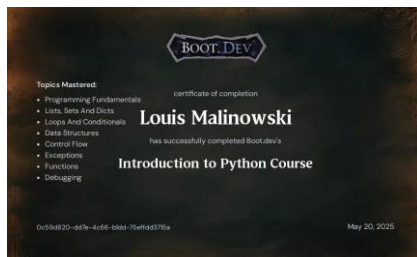 BOOT.DEV
Topics Mastered:
Programming Fundamentals
Lists, Sets And Dicts
Loops And Conditionals
Data Structures
Control Flow
Exceptions
Functions
Debugging
certificate of completion
Louis Malinowski
has successfully completed Boot.dev's
Introduction to Python Course
May 20, 2025